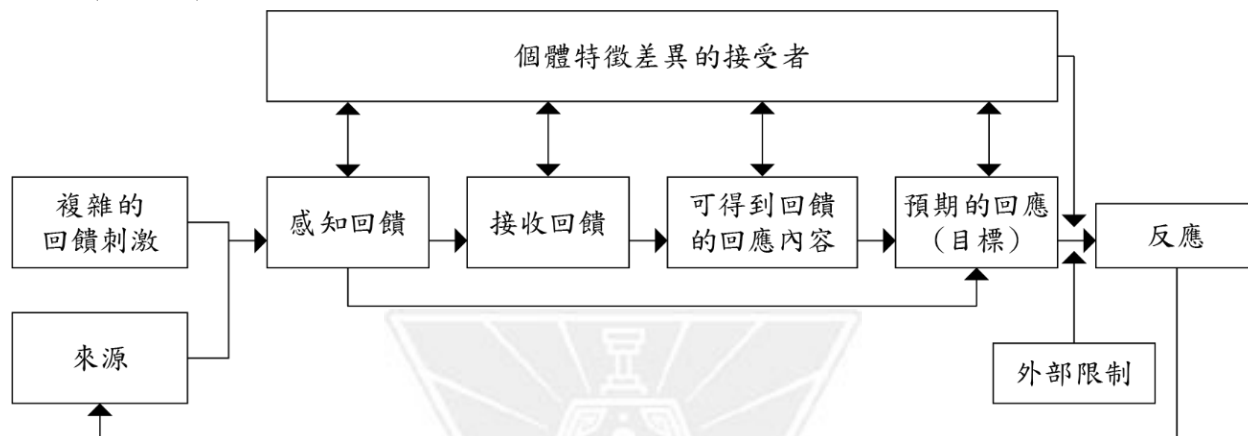 個體特徵差異的接受者
複雜的
回饋刺激
感知回饋
接收回饋
可得到回饋
的回應內容
預期的回應
（目標）
反應
來源
外部限制